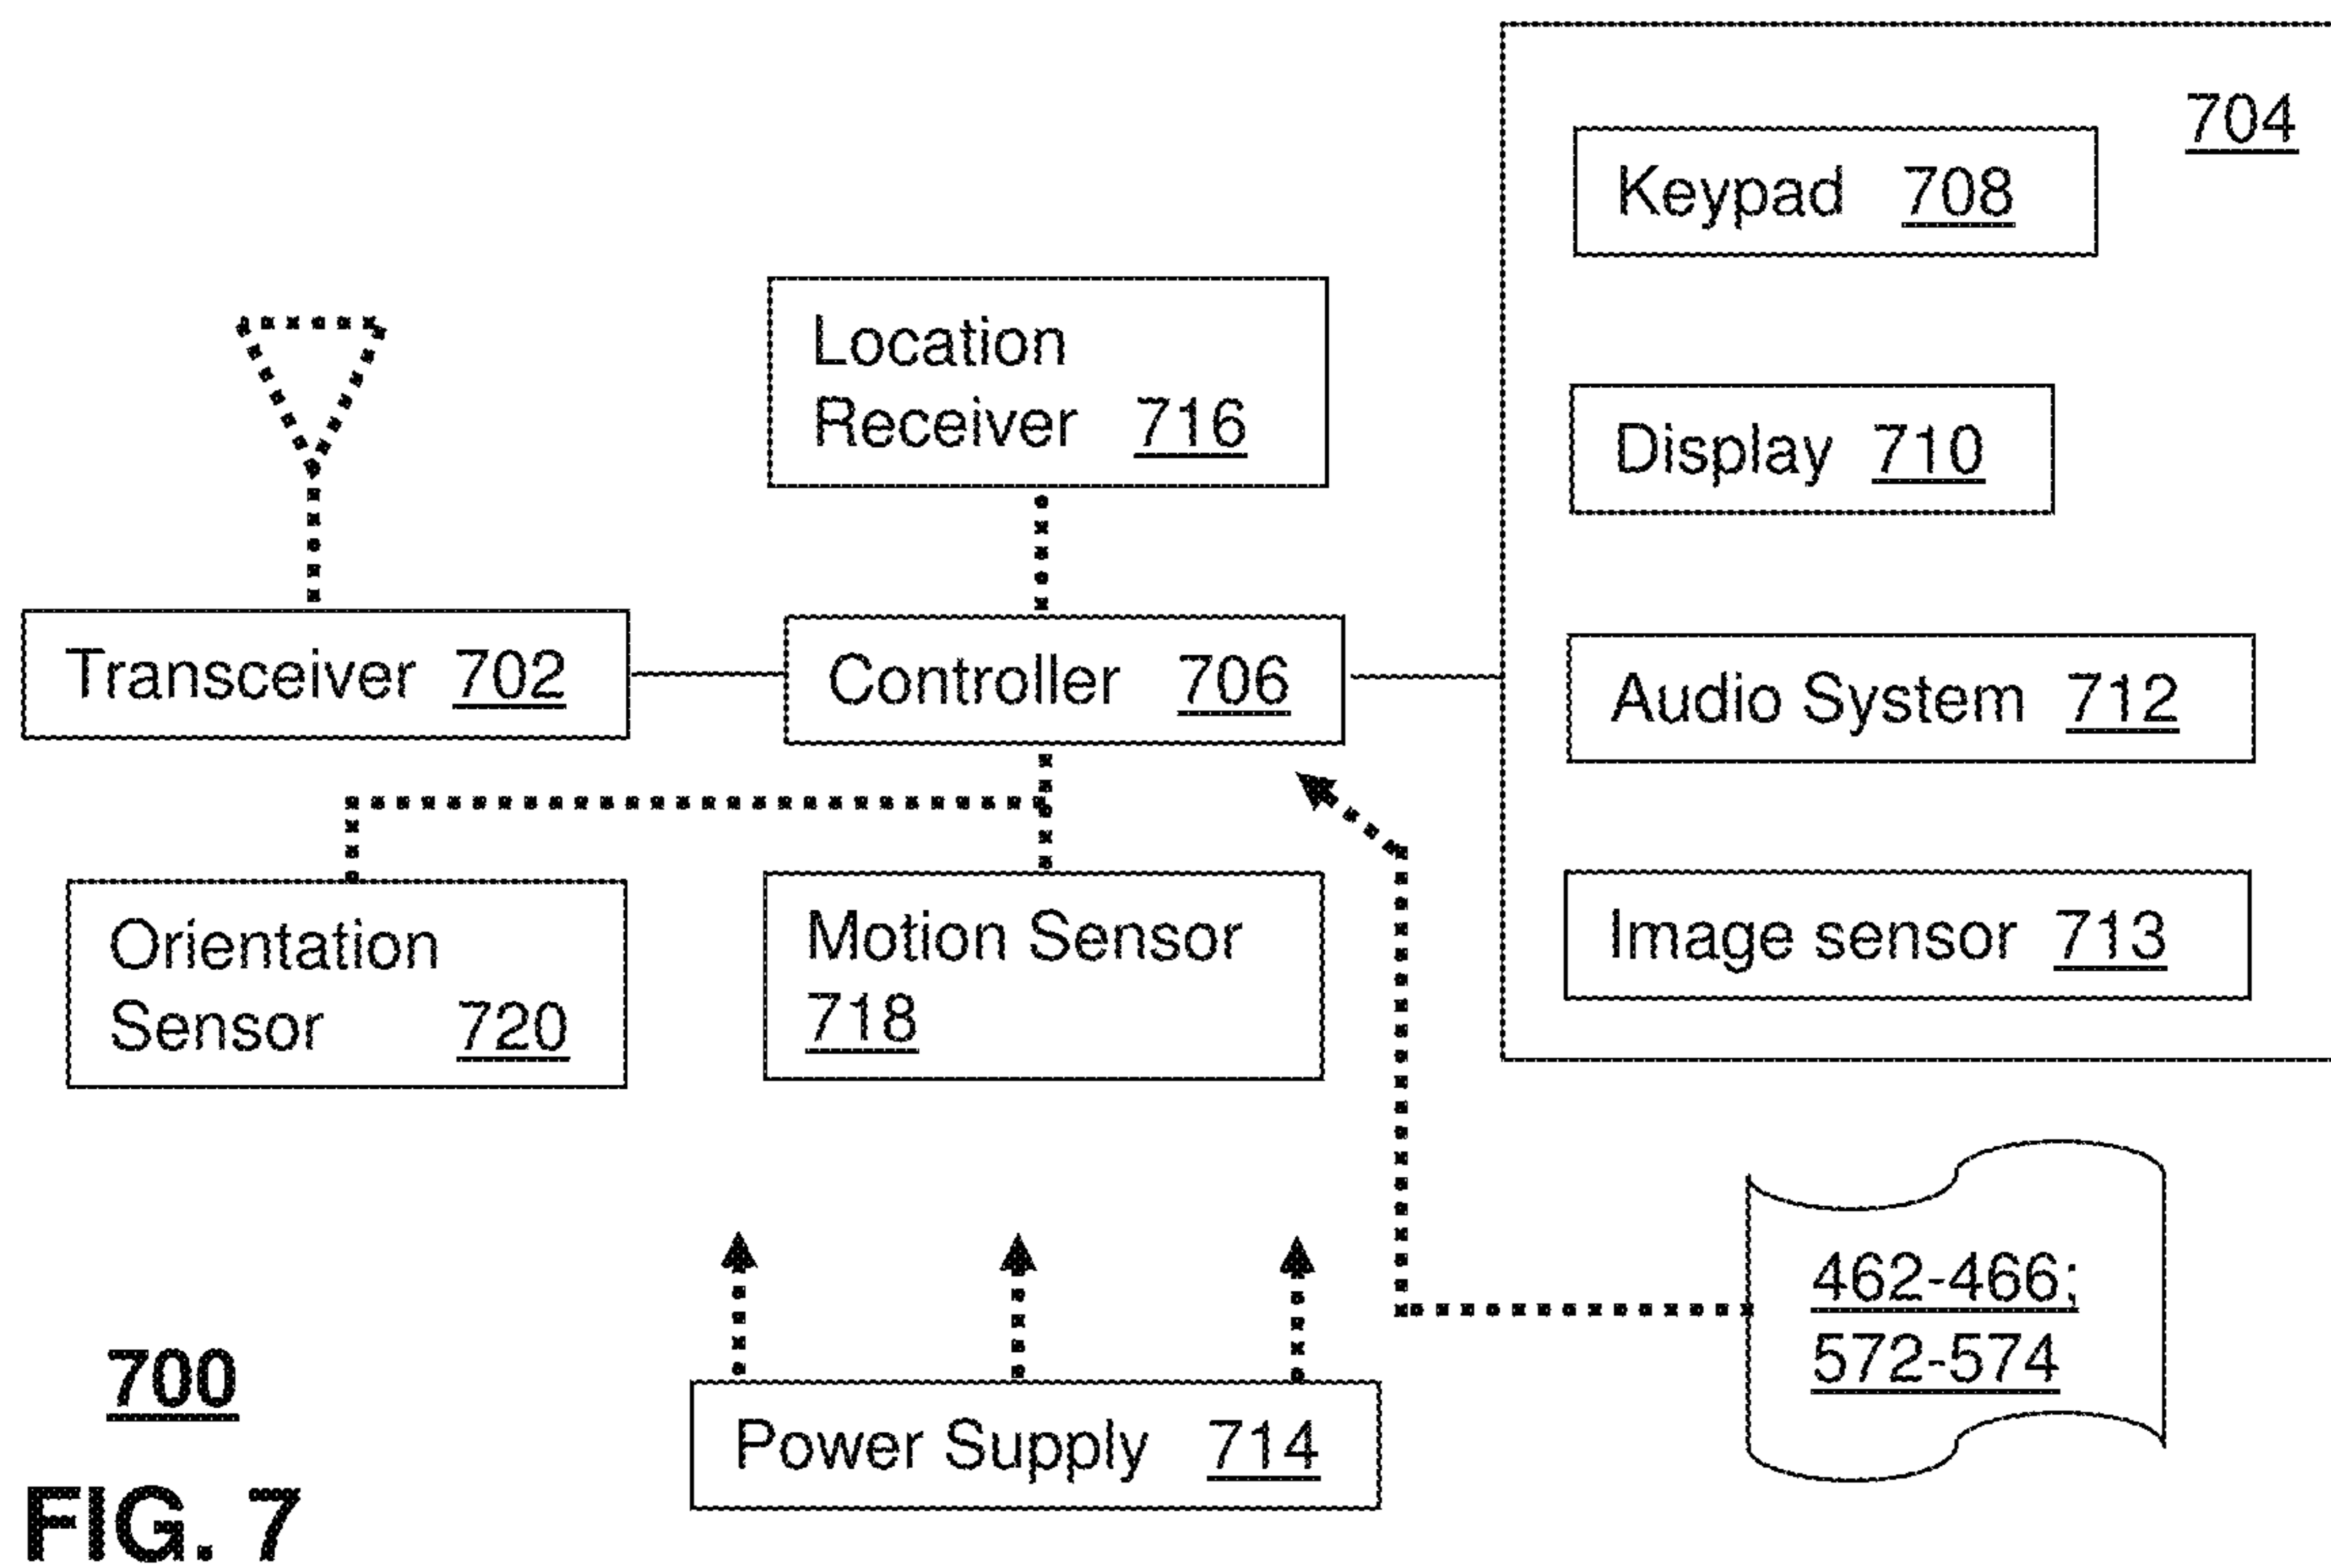 704
Keypad 708
Location
Receiver 716
Display 710
Transceiver 702
Controller 706
Audio System 712
Orientation
Sensor 720
Motion Sensor
718
Image sensor 713
462-466;
572-574
Power Supply 714
700
FIG. 7